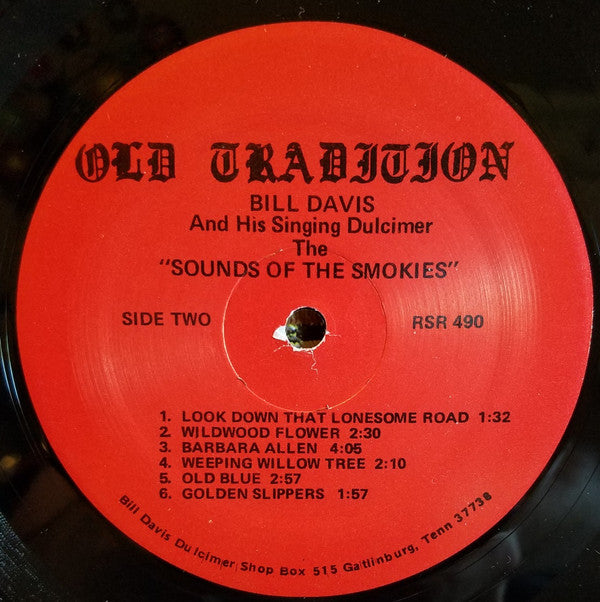 OLD TRADITION
BILL DAVIS
And His Singing Dulcimer
The
"SOUNDS OF THE SMOKIES"
SIDE TWO RSR 490
1. LOOK DOWN THAT LONESOME ROAD 1:32
2. WILDWOOD FLOWER 2:30
3. BARBARA ALLEN 4:05
4. WEEPING WILLOW TREE 2:10
5. OLD BLUE 2:57
6. GOLDEN SLIPPERS 1:57
Bill Davis Dulcimer Shop Box 515 Gatlinburg, Tenn 37738